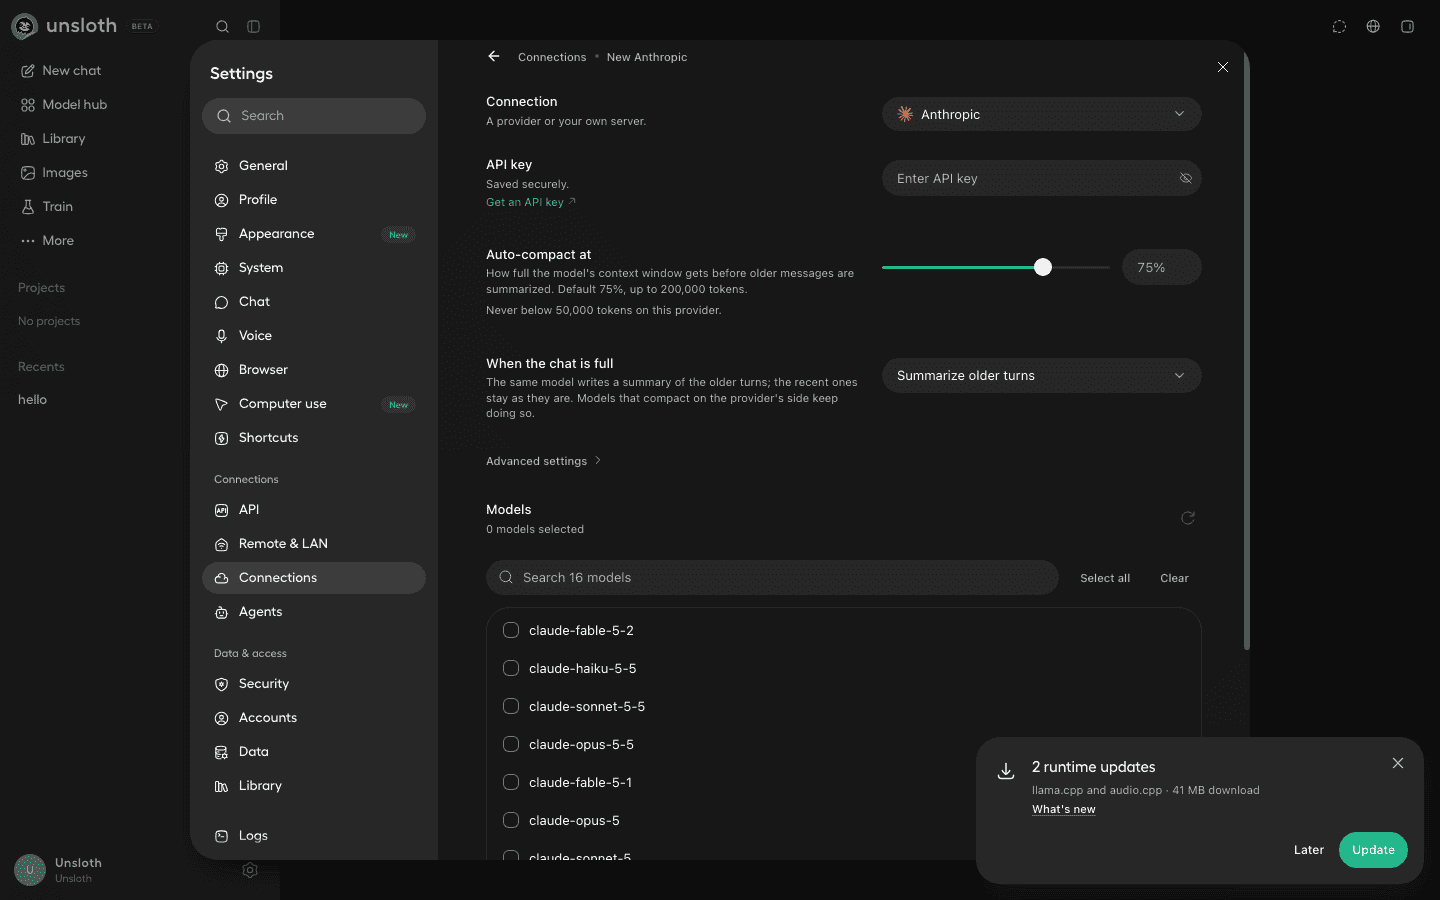 unsloth BETA
New chat
Model hub
Library
Images
Train
More
Projects
No projects
Recents
hello
U
Unsloth
Unsloth
Settings
Search
General
Profile
Appearance New
System
Chat
Voice
Browser
Computer use New
Shortcuts
Connections
API
Remote & LAN
Connections
Agents
Data & access
Security
Accounts
Data
Library
Logs
Connections • New Anthropic
Connection
A provider or your own server.
Anthropic
API key
Saved securely.
Get an API key ↗
Enter API key
Auto-compact at
How full the model's context window gets before older messages are
summarized. Default 75%, up to 200,000 tokens.
Never below 50,000 tokens on this provider.
75%
When the chat is full
The same model writes a summary of the older turns; the recent ones
stay as they are. Models that compact on the provider's side keep
doing so.
Summarize older turns
Advanced settings
Models
0 models selected
Search 16 models
Select all
Clear
claude-fable-5-2
claude-haiku-5-5
claude-sonnet-5-5
claude-opus-5-5
claude-fable-5-1
claude-opus-5
claude-sonnet-5
2 runtime updates
llama.cpp and audio.cpp · 41 MB download
What's new
Later
Update